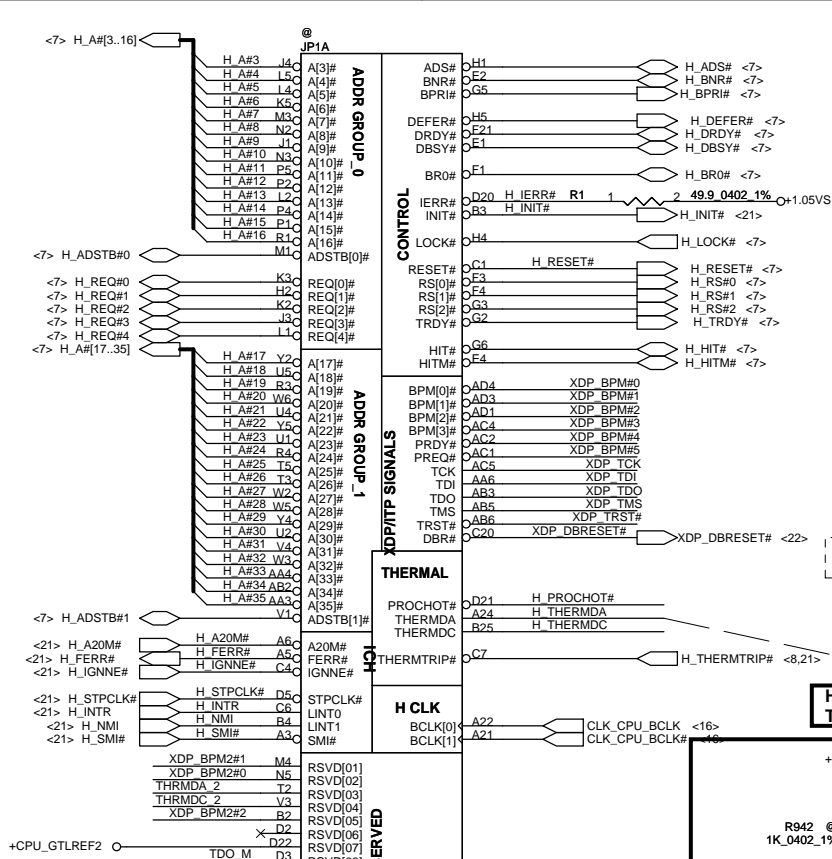 @
JP1A
<7> H_A#[3..16]
H_A#3 J4 A[3]#
H_A#4 L5 A[4]#
H_A#5 L4 A[5]#
H_A#6 K5 A[6]#
H_A#7 M3 A[7]#
H_A#8 N2 A[8]#
H_A#9 J1 A[9]#
H_A#10 N3 A[10]#
H_A#11 P5 A[11]#
H_A#12 P2 A[12]#
H_A#13 L2 A[13]#
H_A#14 P4 A[14]#
H_A#15 P1 A[15]#
H_A#16 R1 A[16]#
<7> H_ADSTB#0 M1 ADSTB[0]#
<7> H_REQ#0 K3 REQ[0]#
<7> H_REQ#1 H2 REQ[1]#
<7> H_REQ#2 K2 REQ[2]#
<7> H_REQ#3 J3 REQ[3]#
<7> H_REQ#4 L1 REQ[4]#
<7> H_A#[17..35]
H_A#17 Y2 A[17]#
H_A#18 U5 A[18]#
H_A#19 R3 A[19]#
H_A#20 W6 A[20]#
H_A#21 U4 A[21]#
H_A#22 Y5 A[22]#
H_A#23 U1 A[23]#
H_A#24 R4 A[24]#
H_A#25 T5 A[25]#
H_A#26 T3 A[26]#
H_A#27 W2 A[27]#
H_A#28 W5 A[28]#
H_A#29 Y4 A[29]#
H_A#30 U2 A[30]#
H_A#31 V4 A[31]#
H_A#32 W3 A[32]#
H_A#33 AA4 A[33]#
H_A#34 AB2 A[34]#
H_A#35 AA3 A[35]#
<7> H_ADSTB#1 V1 ADSTB[1]#
<21> H_A20M# H_A20M# A6 A20M#
<21> H_FERR# H_FERR# A5 FERR#
<21> H_IGNNE# H_IGNNE# C4 IGNNE#
<21> H_STPCLK# H_STPCLK# D5 STPCLK#
<21> H_INTR H_INTR C6 LINT0
<21> H_NMI H_NMI B4 LINT1
<21> H_SMI# H_SMI# A3 SMI#
XDP_BPM2#1 M4 RSVD[01]
XDP_BPM2#0 N5 RSVD[02]
THRMDA_2 T2 RSVD[03]
THRMDC_2 V3 RSVD[04]
XDP_BPM2#2 B2 RSVD[05]
D2 RSVD[06]
+CPU_GTLREF2 D22 RSVD[07]
TDO_M D3
ADDR GROUP_0
ADDR GROUP_1
ICH
CONTROL
XDP/ITP SIGNALS
THERMAL
H CLK
ADS# H1 H_ADS# <7>
BNR# E2 H_BNR# <7>
BPRI# G5 H_BPRI# <7>
DEFER# H5 H_DEFER# <7>
DRDY# F21 H_DRDY# <7>
DBSY# E1 H_DBSY# <7>
BR0# F1 H_BR0# <7>
IERR# D20 H_IERR# R1 1 2 49.9_0402_1% +1.05VS
INIT# B3 H_INIT# H_INIT# <21>
LOCK# H4 H_LOCK# <7>
RESET# C1 H_RESET# H_RESET# <7>
RS[0]# F3 H_RS#0 <7>
RS[1]# F4 H_RS#1 <7>
RS[2]# G3 H_RS#2 <7>
TRDY# G2 H_TRDY# <7>
HIT# G6 H_HIT# <7>
HITM# E4 H_HITM# <7>
BPM[0]# AD4 XDP_BPM#0
BPM[1]# AD3 XDP_BPM#1
BPM[2]# AD1 XDP_BPM#2
BPM[3]# AC4 XDP_BPM#3
PRDY# AC2 XDP_BPM#4
PREQ# AC1 XDP_BPM#5
TCK AC5 XDP_TCK
TDI AA6 XDP_TDI
TDO AB3 XDP_TDO
TMS AB5 XDP_TMS
TRST# AB6 XDP_TRST#
DBR# C20 XDP_DBRESET# XDP_DBRESET# <22>
PROCHOT# D21 H_PROCHOT#
THERMDA A24 H_THERMDA
THERMDC B25 H_THERMDC
THERMTRIP# C7 H_THERMTRIP# <8,21>
BCLK[0] A22 CLK_CPU_BCLK <16>
BCLK[1] A21 CLK_CPU_BCLK# <16>
R942